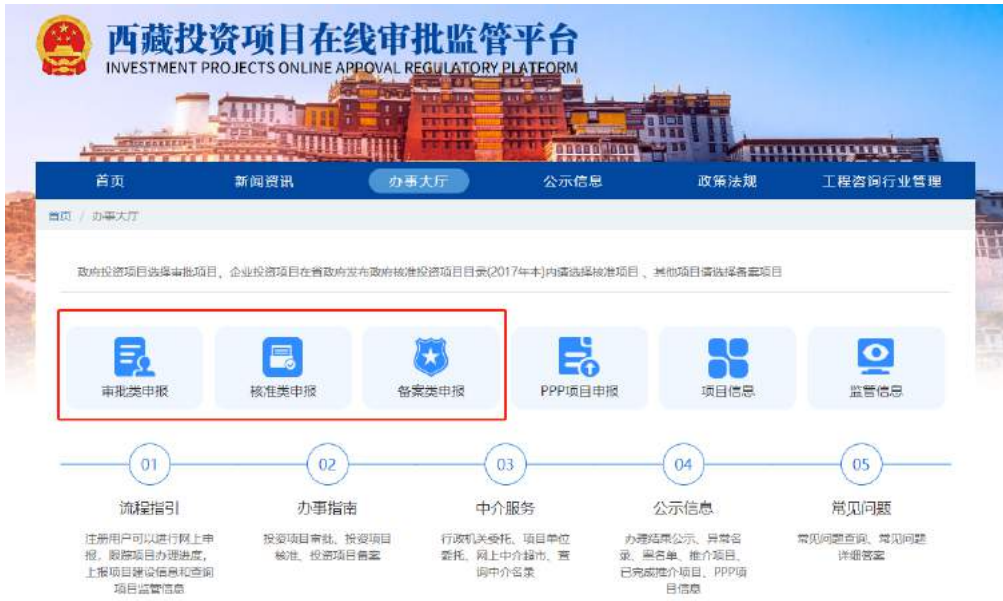 西藏投资项目在线审批监管平台
INVESTMENT PROJECTS ONLINE APPOVAL REGULATORY PLATFORM
首页 新闻资讯 办事大厅 公示信息 政策法规 工程咨询行业管理
首页 / 办事大厅
政府投资项目选择审批项目、企业投资项目在省政府发布政府核准投资项目目录(2017年本)内请选择核准项目 、其他项目请选择备案项目
审批类申报 核准类申报 备案类申报 PPP项目申报 项目信息 监管信息
01 02 03 04 05
流程指引 办事指南 中介服务 公示信息 常见问题
注册用户可以进行网上申 投资项目审批、投资项目 行政机关委托、项目单位 办理结果公示、异常名 常见问题查询、常见问题
报，跟踪项目办理进度， 核准、投资项目备案 委托、网上中介超市、查 录、黑名单、推介项目、 详细答案
上报项目建设信息和查询 询中介名录 已完成推介项目、PPP项
项目监管信息 目信息